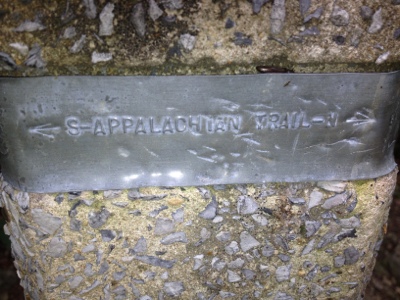 ← S-APPALACHIAN TRAIL-N →